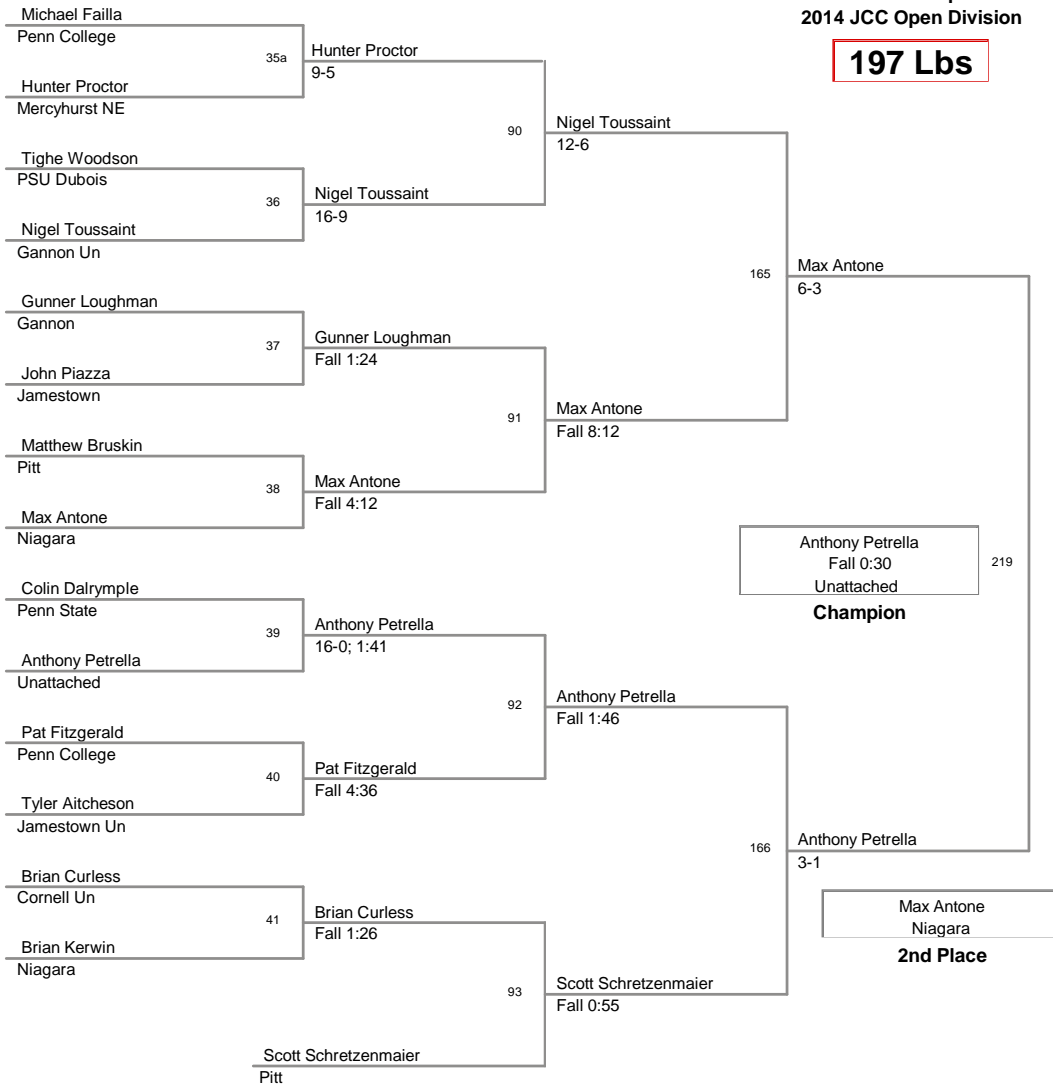 2014 JCC Open Division
197 Lbs
Michael Failla
Penn College
35a
Hunter Proctor
9-5
Hunter Proctor
Mercyhurst NE
90
Nigel Toussaint
12-6
Tighe Woodson
PSU Dubois
36
Nigel Toussaint
16-9
Nigel Toussaint
Gannon Un
165
Max Antone
6-3
Gunner Loughman
Gannon
37
Gunner Loughman
Fall 1:24
John Piazza
Jamestown
91
Max Antone
Fall 8:12
Matthew Bruskin
Pitt
38
Max Antone
Fall 4:12
Max Antone
Niagara
Anthony Petrella
Fall 0:30
Unattached
219
Champion
Colin Dalrymple
Penn State
39
Anthony Petrella
16-0; 1:41
Anthony Petrella
Unattached
92
Anthony Petrella
Fall 1:46
Pat Fitzgerald
Penn College
40
Pat Fitzgerald
Fall 4:36
Tyler Aitcheson
Jamestown Un
166
Anthony Petrella
3-1
Brian Curless
Cornell Un
41
Brian Curless
Fall 1:26
Brian Kerwin
Niagara
Max Antone
Niagara
2nd Place
93
Scott Schretzenmaier
Fall 0:55
Scott Schretzenmaier
Pitt